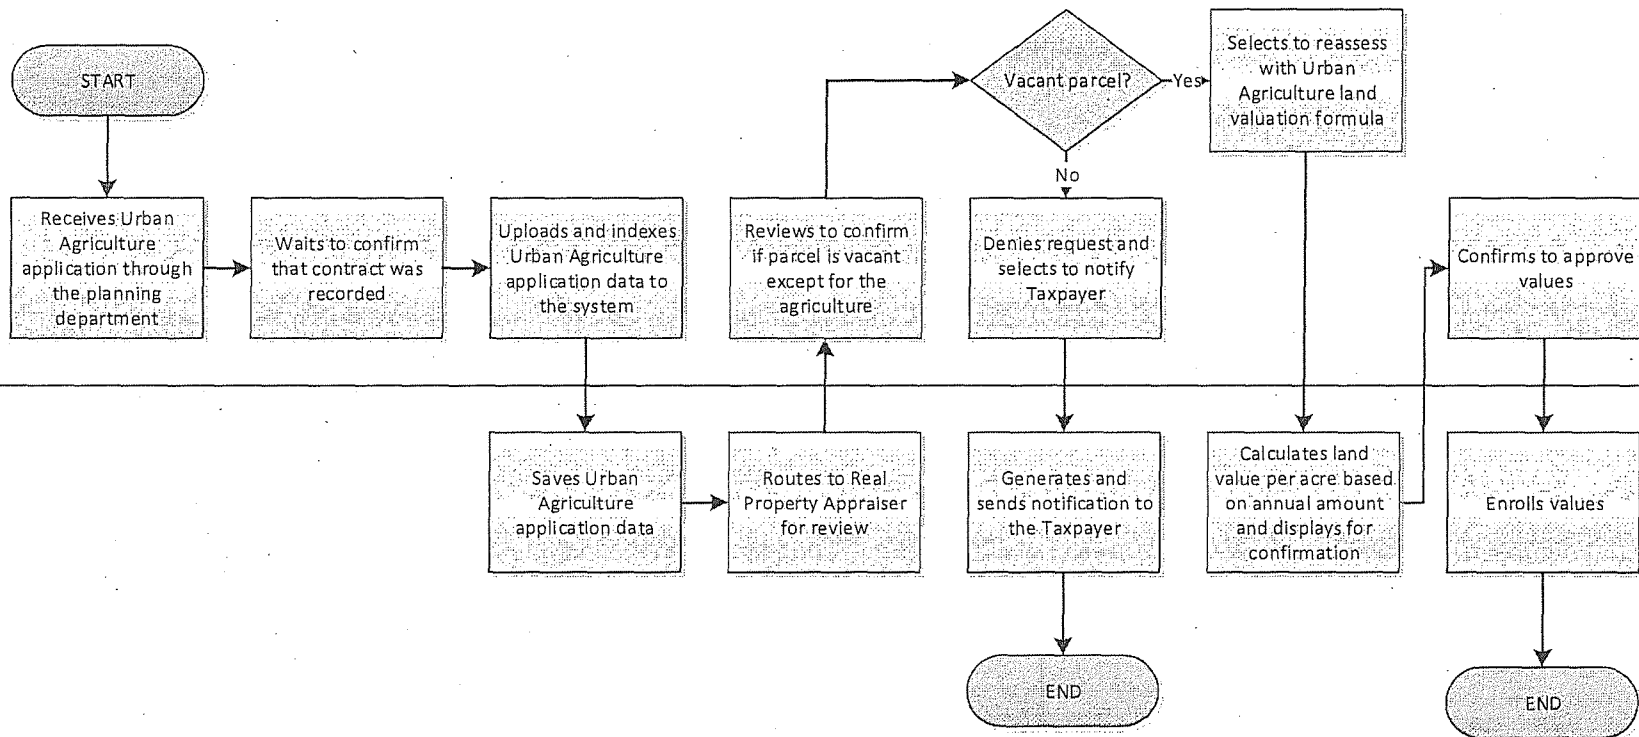 START
Receives Urban
Agriculture
application through
the planning
department
Waits to confirm
that contract was
recorded
Uploads and indexes
Urban Agriculture
application data to
the system
Saves Urban
Agriculture
application data
Routes to Real
Property Appraiser
for review
Reviews to confirm
if parcel is vacant
except for the
agriculture
Vacant parcel?
Yes
No
Denies request and
selects to notify
Taxpayer
Generates and
sends notification to
the Taxpayer
END
Selects to reassess
with Urban
Agriculture land
valuation formula
Calculates land
value per acre based
on annual amount
and displays for
confirmation
Confirms to approve
values
Enrolls values
END